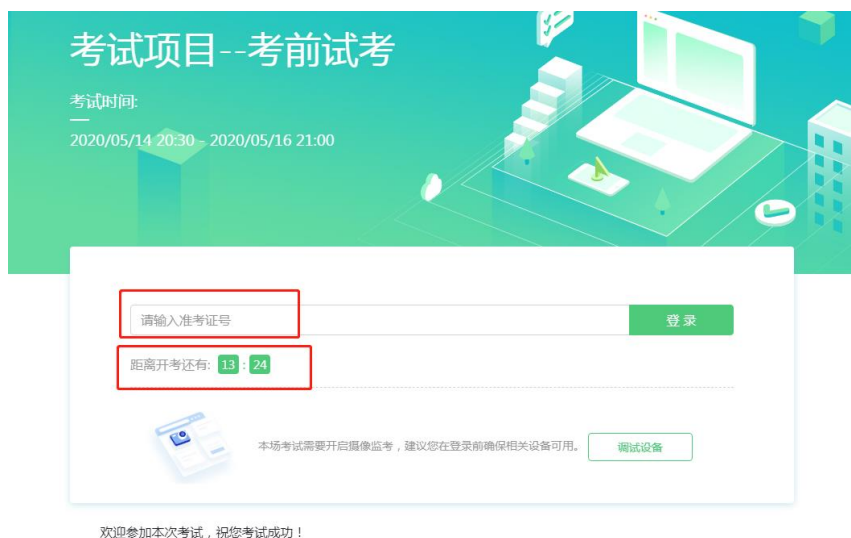 考试项目--考前试考
考试时间:
2020/05/14 20:30 - 2020/05/16 21:00
请输入准考证号
登 录
距离开考还有: 13 : 24
本场考试需要开启摄像监考，建议您在登录前确保相关设备可用。
调试设备
欢迎参加本次考试，祝您考试成功！